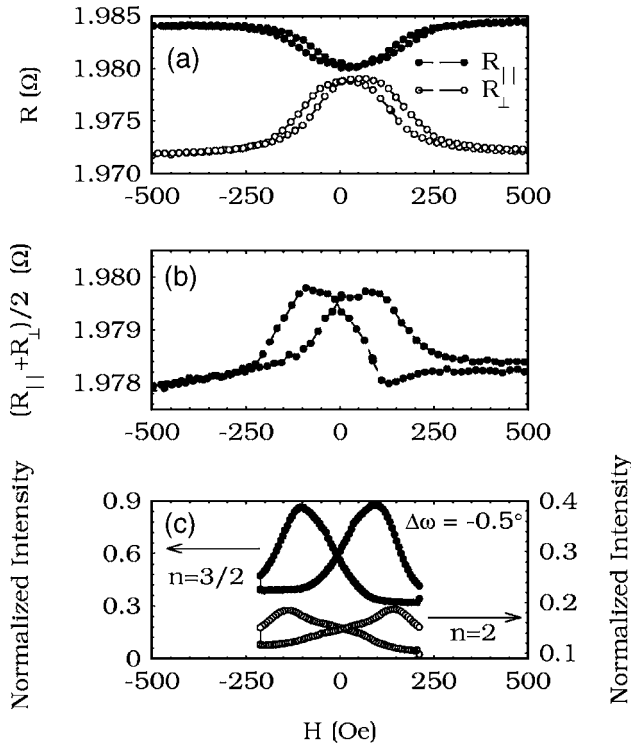 1.985
1.980
1.975
1.970
R (Ω)
(a)
R||
R⊥
-500 -250 0 250 500
1.980
1.979
1.978
(R|| +R⊥)/2 (Ω)
(b)
-500 -250 0 250 500
Normalized Intensity
0.9
0.6
0.3
0
(c)
Δω = -0.5°
n=3/2
n=2
0.4
0.3
0.2
0.1
Normalized Intensity
-500 -250 0 250 500
H (Oe)